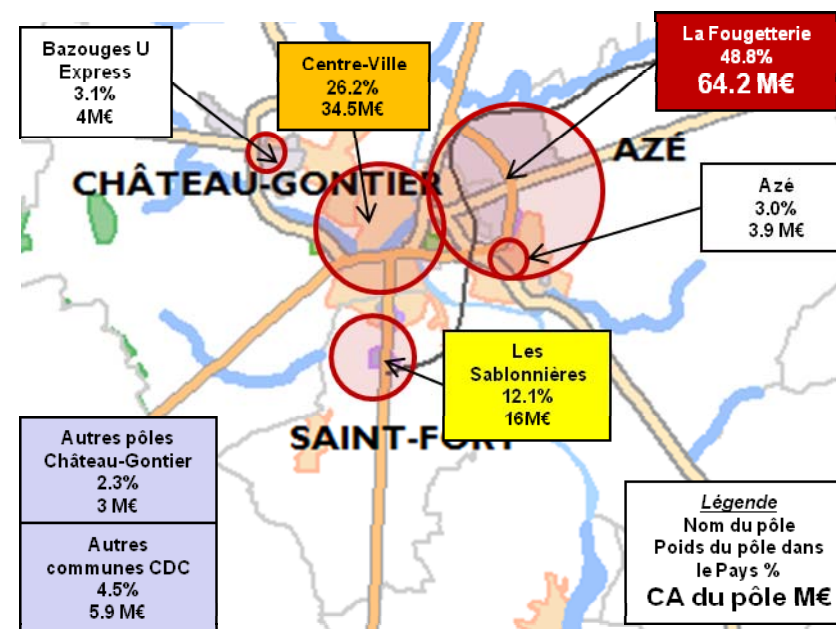 Bazouges U
Express
3.1%
4M€
Centre-Ville
26.2%
34.5M€
La Fougetterie
48.8%
64.2 M€
AZÉ
CHÂTEAU-GONTIER
Azé
3.0%
3.9 M€
Les
Sablonnières
12.1%
16M€
SAINT-FORT
Autres pôles
Château-Gontier
2.3%
3 M€
Autres
communes CDC
4.5%
5.9 M€
Légende
Nom du pôle
Poids du pôle dans
le Pays %
CA du pôle M€